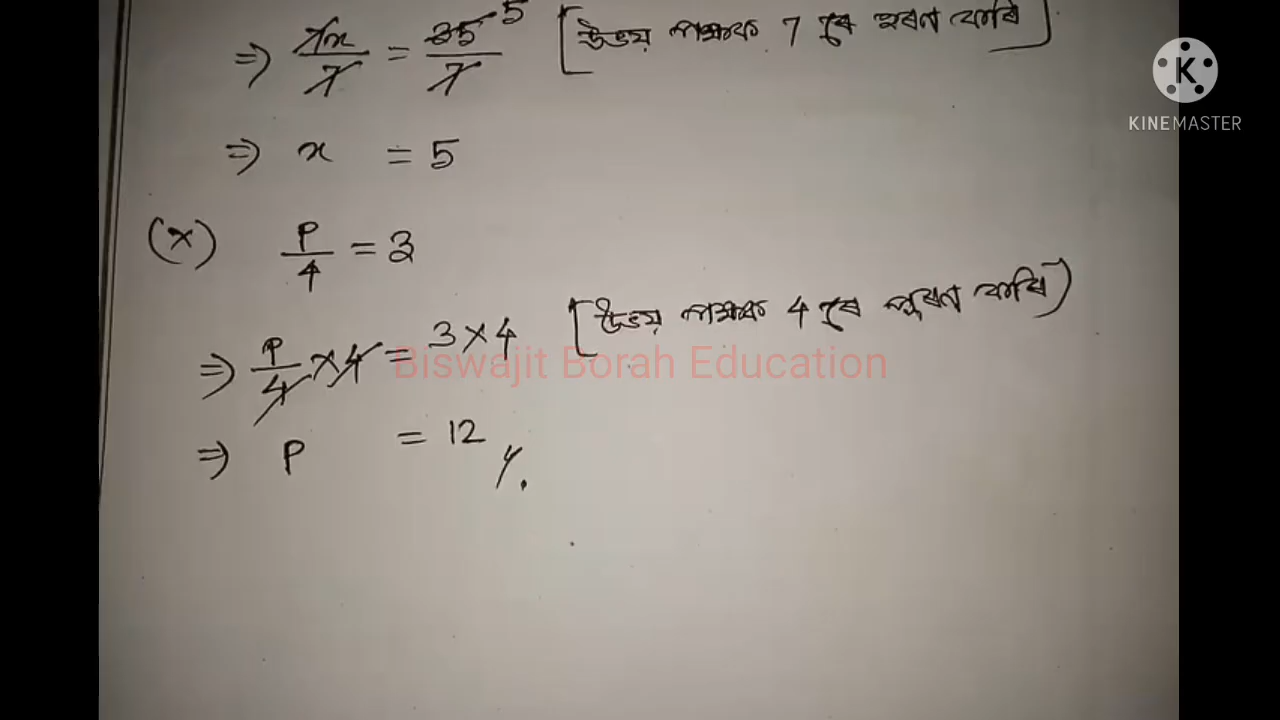 ⇒ 7x/7 = 35/7 5 [উভয় পক্ষক 7 ৰে হৰণ কৰি]
KINEMASTER
⇒ x = 5
(x) P/4 = 3
⇒ P/4 × 4 = 3 × 4 [উভয় পক্ষক 4 ৰে পূৰণ কৰি)
Biswajit Borah Education
⇒ P = 12